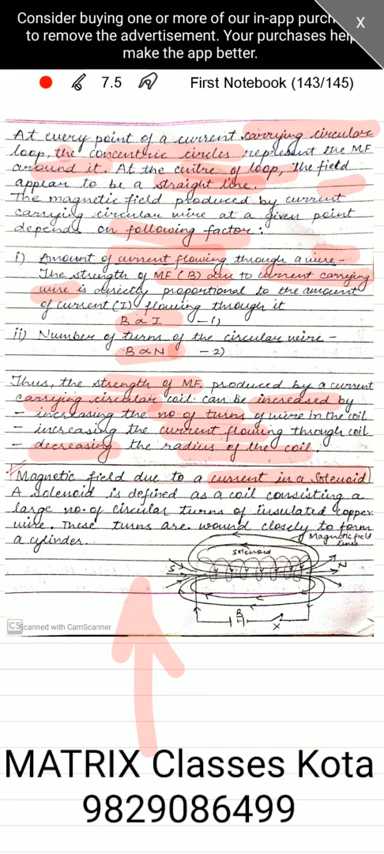 Consider buying one or more of our in-app purch
to remove the advertisement. Your purchases help
make the app better.
X
7.5 First Notebook (143/145)
At every point of a current carrying circular
loop, the concentric circles represent the MF
around it. At the centre of loop, the field
appear to be a straight line.
The magnetic field produced by current
carrying circular wire at a given point
depends on following factor:
i) Amount of current flowing through a wire-
The strength of MF (B) due to current carrying
wire is directly proportional to the amount
of current (I) flowing through it
B ∝ I -1)
ii) Number of turns of the circular wire-
B ∝ N -2)
Thus, the strength of MF produced by a current
carrying circular coil can be increased by
- increasing the no. of turns of wire in the coil
- increasing the current flowing through coil
- decreasing the radius of the coil.
Magnetic field due to a current in a Solenoid
A solenoid is defined as a coil consisting a
large no. of circular turns of insulated copper
wire. These turns are wound closely to form
a cylinder.
Magnetic field
lines
solenoid
S N
B
X
CS Scanned with CamScanner
MATRIX Classes Kota
9829086499